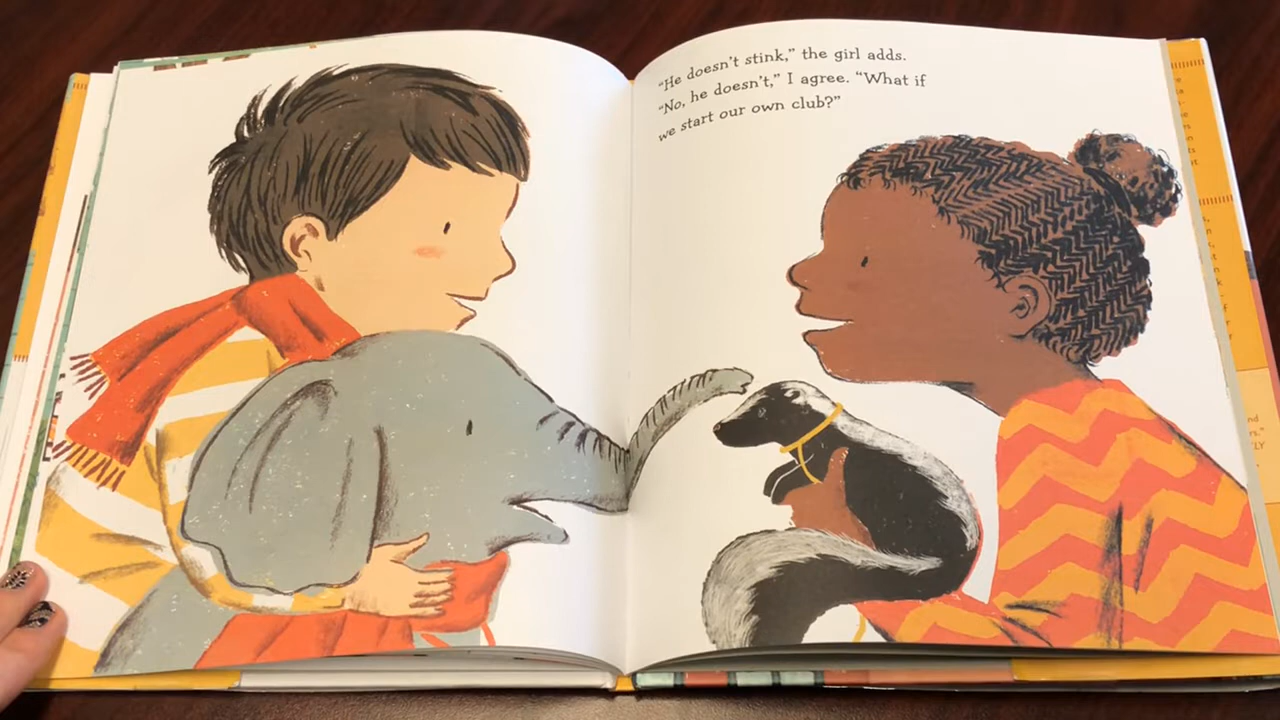 “He doesn’t stink,” the girl adds.
“No, he doesn’t,” I agree. “What if
we start our own club?”